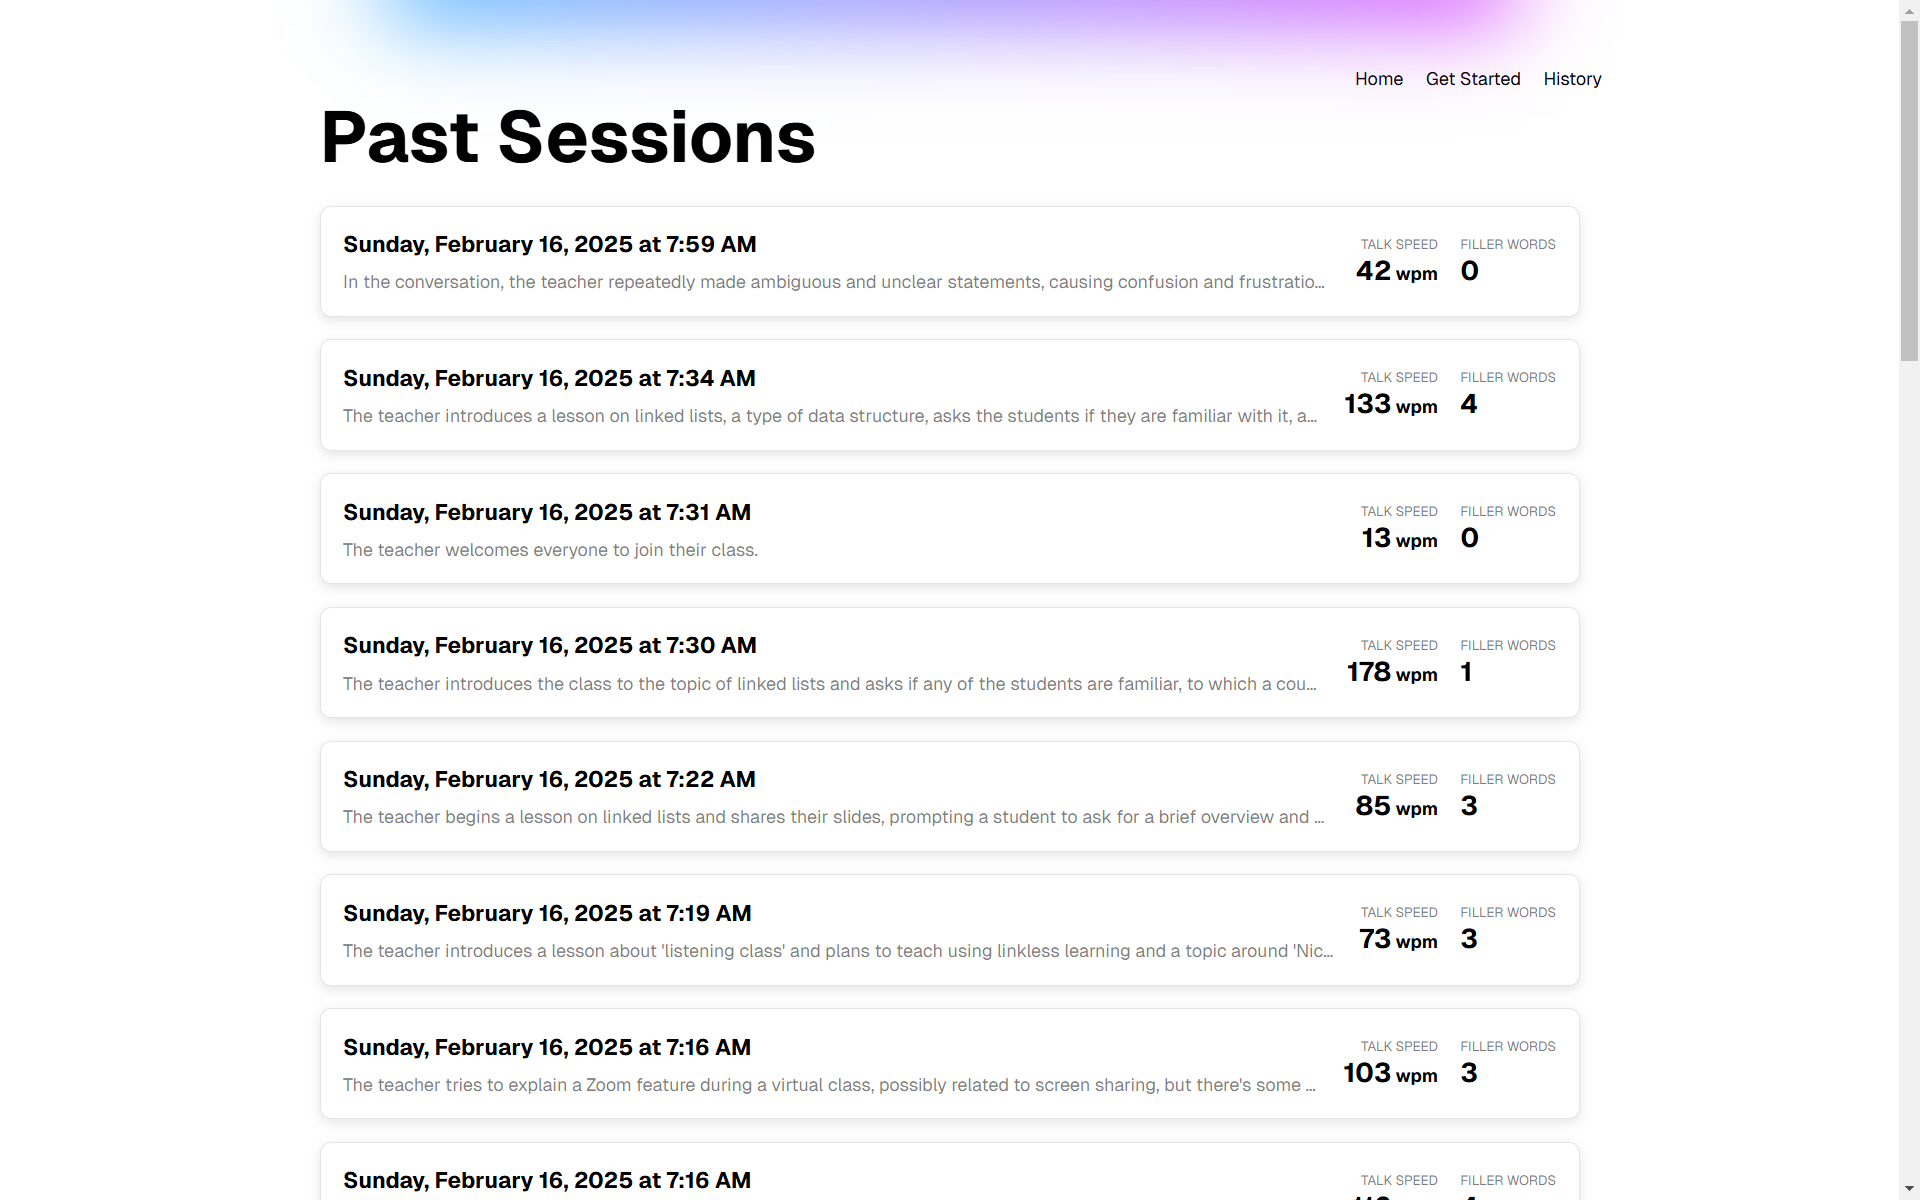 Home Get Started History
Past Sessions
Sunday, February 16, 2025 at 7:59 AM
In the conversation, the teacher repeatedly made ambiguous and unclear statements, causing confusion and frustratio...
TALK SPEED FILLER WORDS
42 wpm 0
Sunday, February 16, 2025 at 7:34 AM
The teacher introduces a lesson on linked lists, a type of data structure, asks the students if they are familiar with it, a...
TALK SPEED FILLER WORDS
133 wpm 4
Sunday, February 16, 2025 at 7:31 AM
The teacher welcomes everyone to join their class.
TALK SPEED FILLER WORDS
13 wpm 0
Sunday, February 16, 2025 at 7:30 AM
The teacher introduces the class to the topic of linked lists and asks if any of the students are familiar, to which a cou...
TALK SPEED FILLER WORDS
178 wpm 1
Sunday, February 16, 2025 at 7:22 AM
The teacher begins a lesson on linked lists and shares their slides, prompting a student to ask for a brief overview and ...
TALK SPEED FILLER WORDS
85 wpm 3
Sunday, February 16, 2025 at 7:19 AM
The teacher introduces a lesson about 'listening class' and plans to teach using linkless learning and a topic around 'Nic...
TALK SPEED FILLER WORDS
73 wpm 3
Sunday, February 16, 2025 at 7:16 AM
The teacher tries to explain a Zoom feature during a virtual class, possibly related to screen sharing, but there's some ...
TALK SPEED FILLER WORDS
103 wpm 3
Sunday, February 16, 2025 at 7:16 AM
TALK SPEED FILLER WORDS